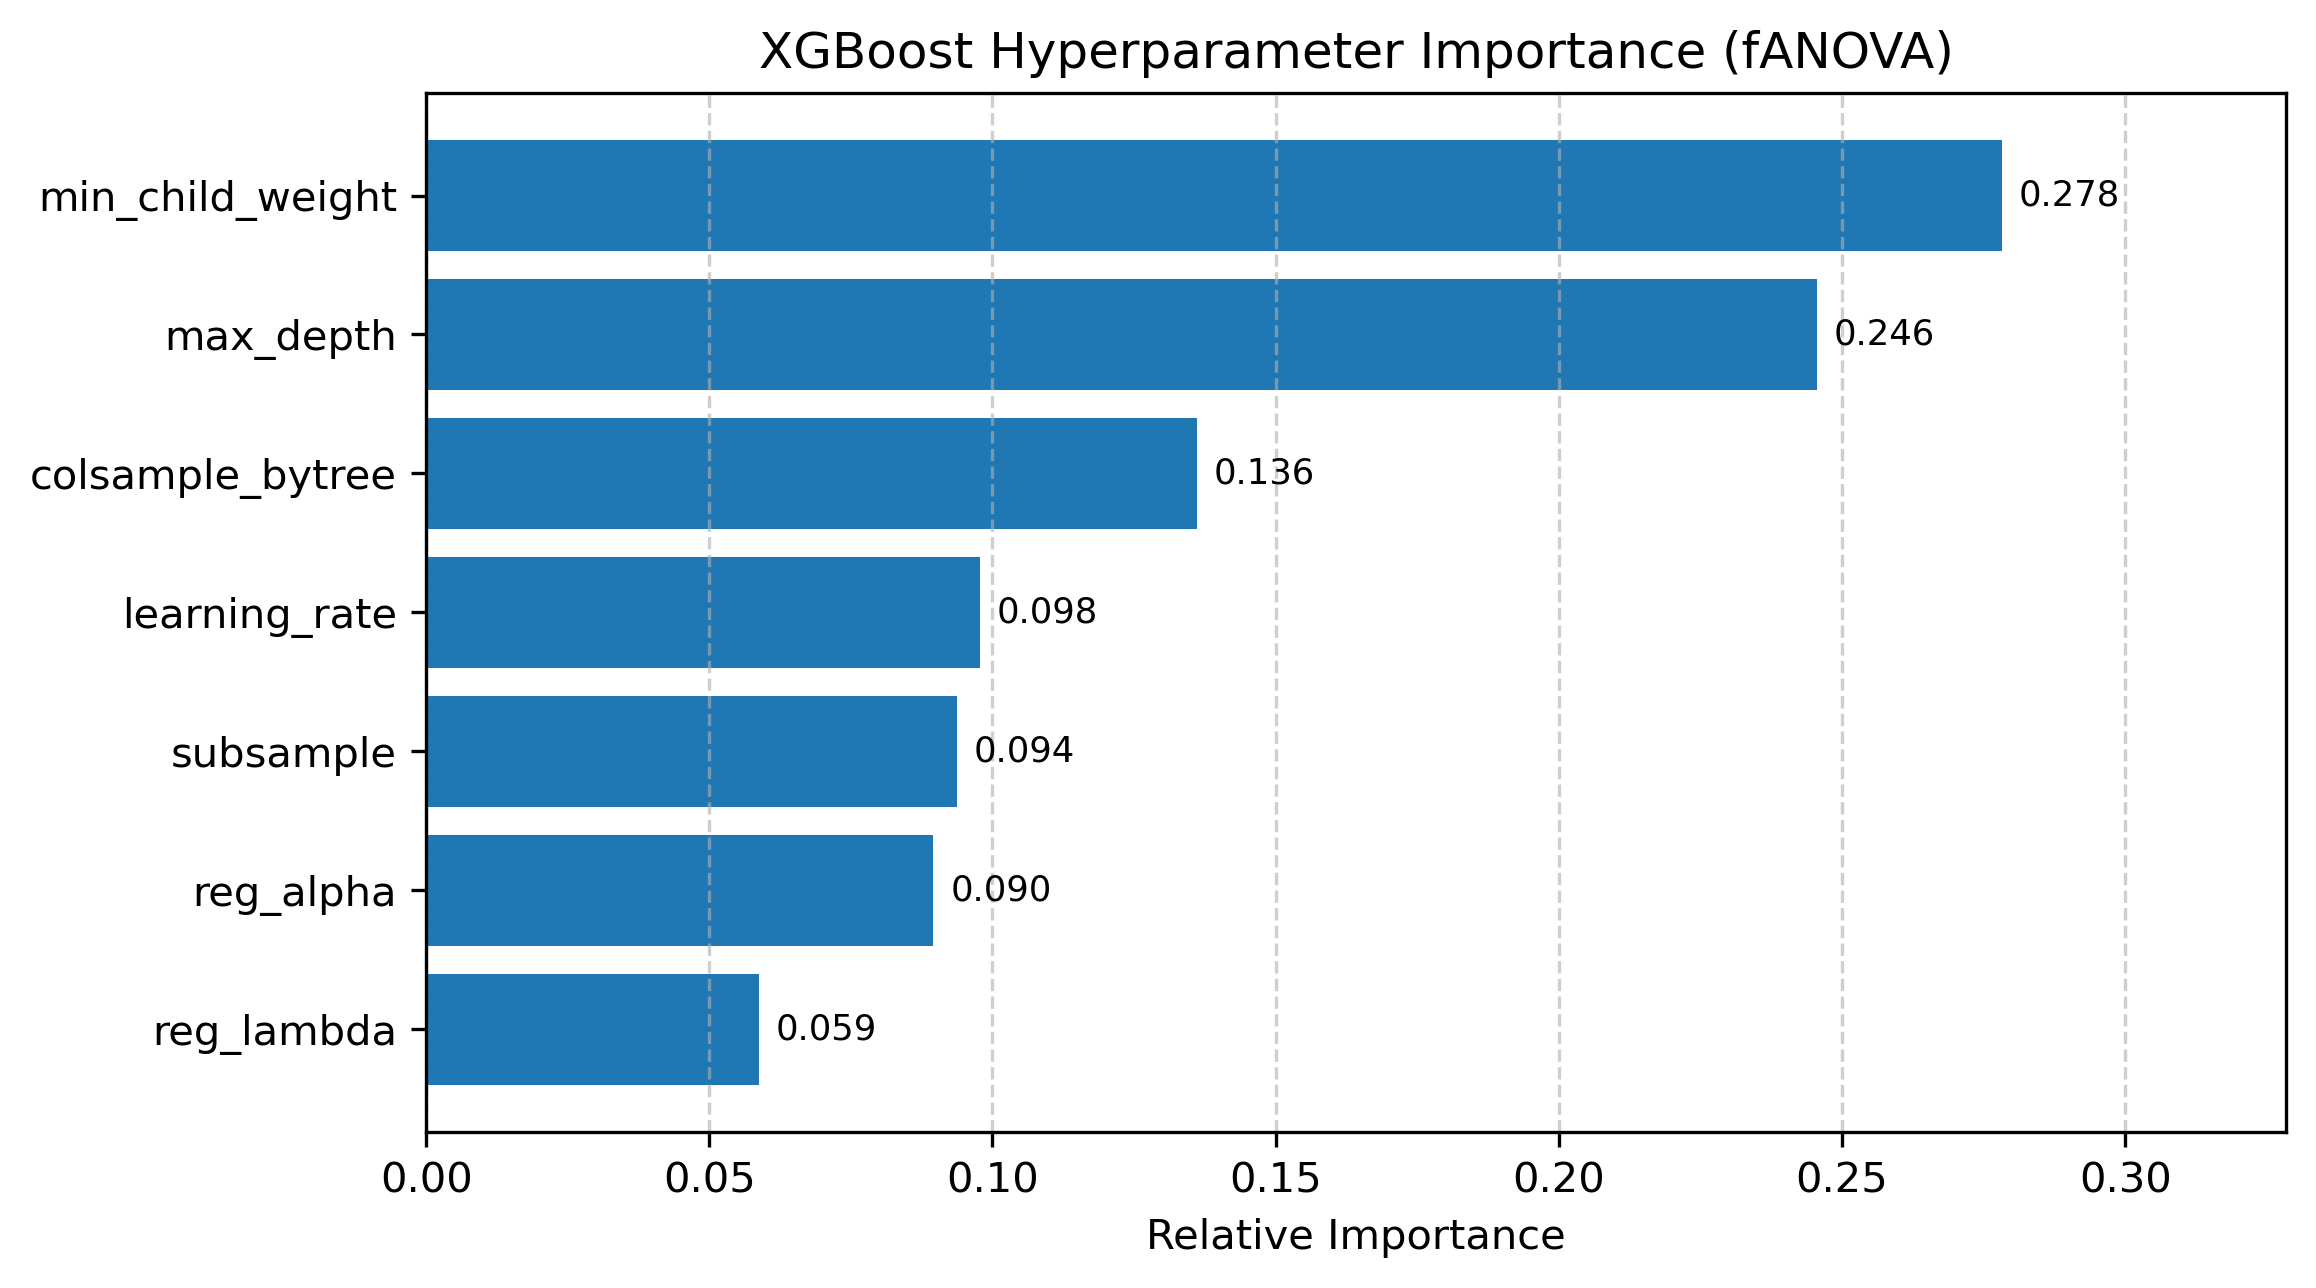 XGBoost Hyperparameter Importance (fANOVA)
min_child_weight 0.278
max_depth 0.246
colsample_bytree 0.136
learning_rate 0.098
subsample 0.094
reg_alpha 0.090
reg_lambda 0.059
0.00 0.05 0.10 0.15 0.20 0.25 0.30
Relative Importance